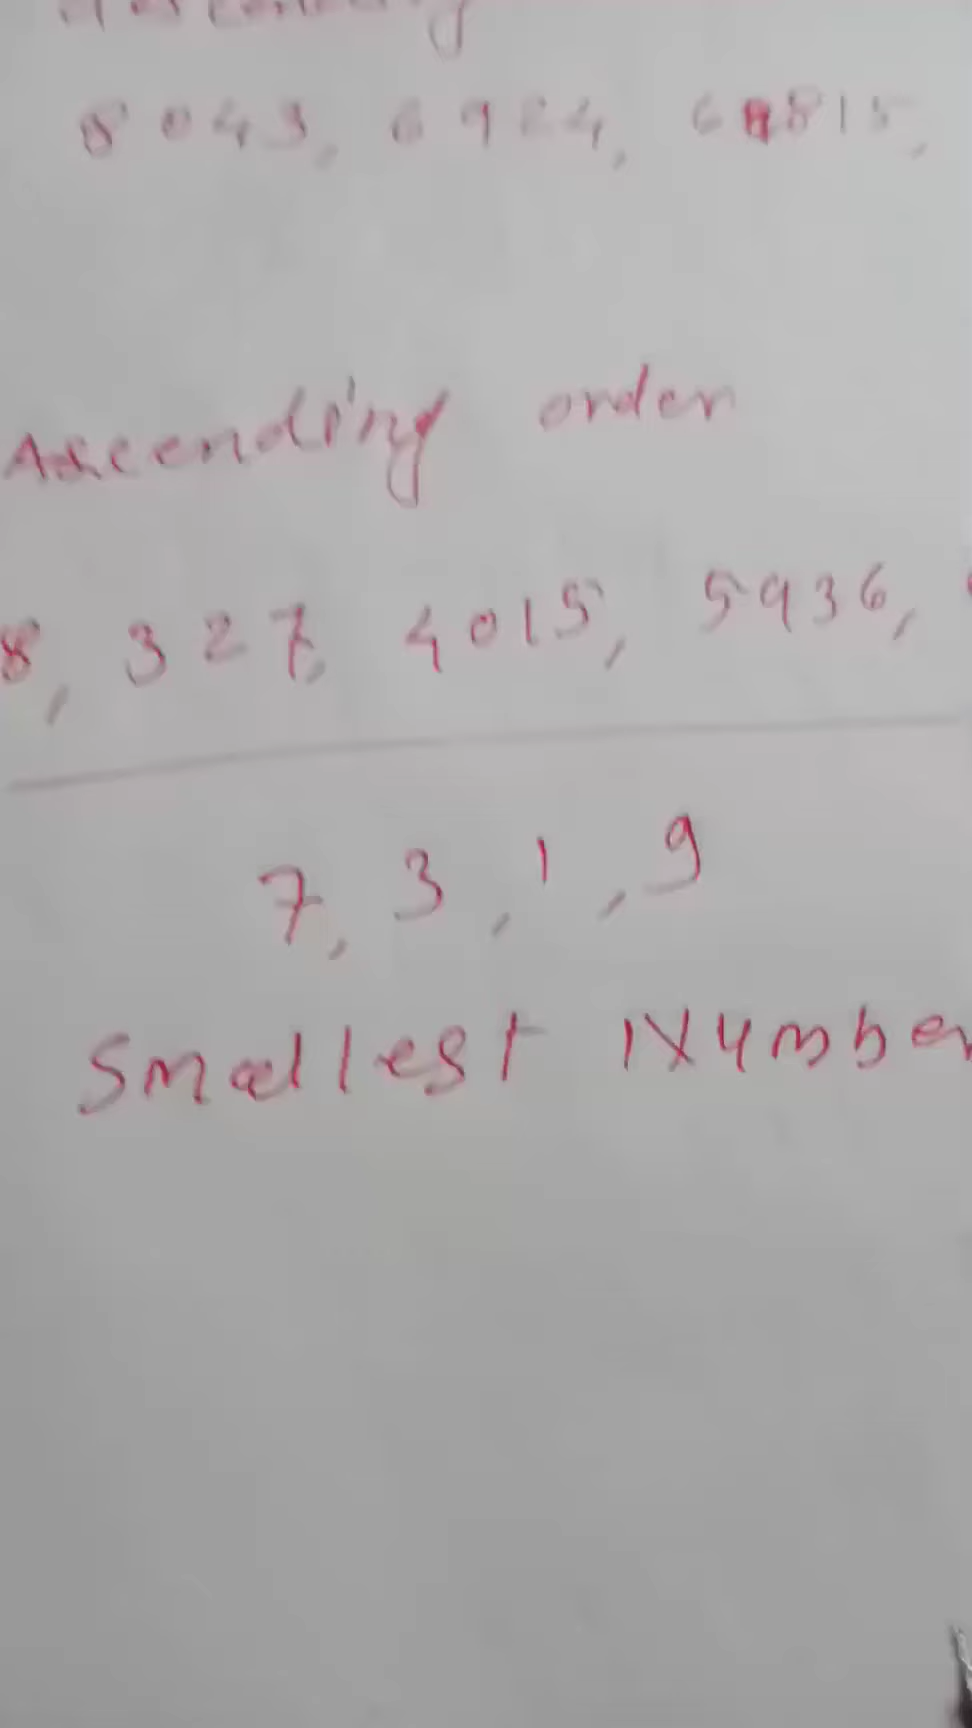 8043, 6924, 6815,
Ascending order
8, 327, 4015, 5936,
7, 3, 1, 9
Smallest Number